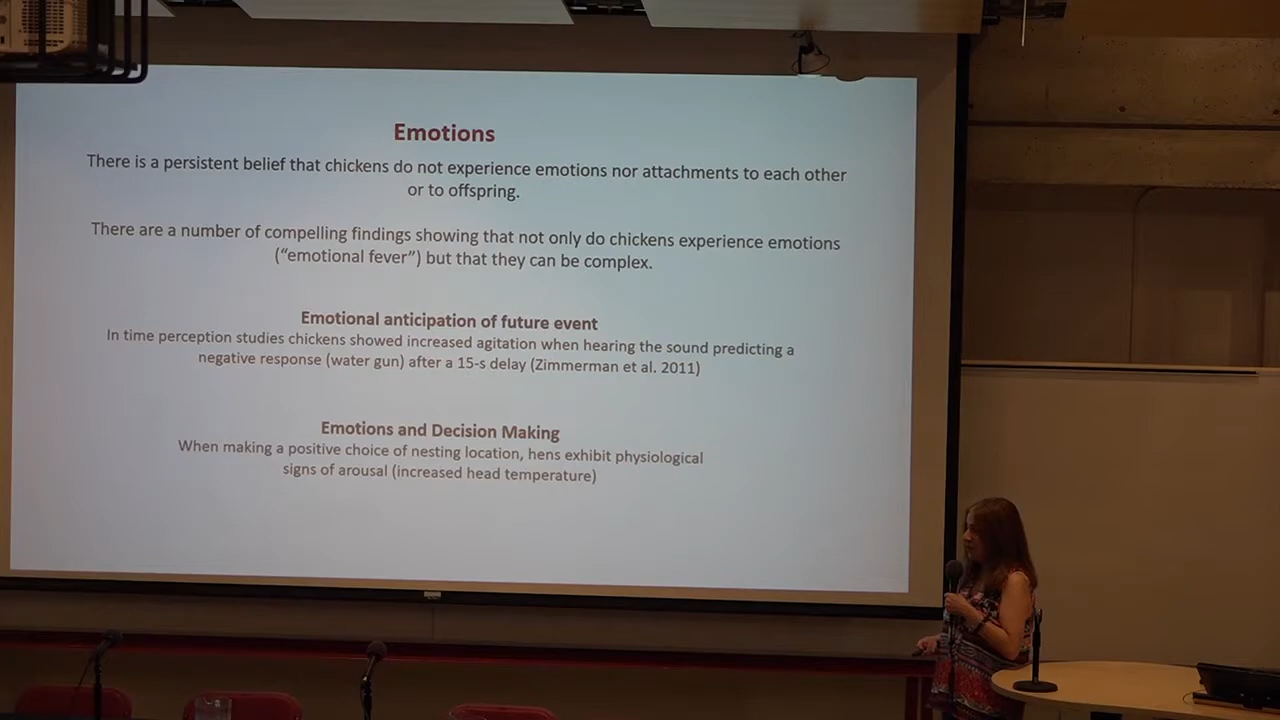 Emotions
There is a persistent belief that chickens do not experience emotions nor attachments to each other
or to offspring.
There are a number of compelling findings showing that not only do chickens experience emotions
(“emotional fever”) but that they can be complex.
Emotional anticipation of future event
In time perception studies chickens showed increased agitation when hearing the sound predicting a
negative response (water gun) after a 15-s delay (Zimmerman et al. 2011)
Emotions and Decision Making
When making a positive choice of nesting location, hens exhibit physiological
signs of arousal (increased head temperature)